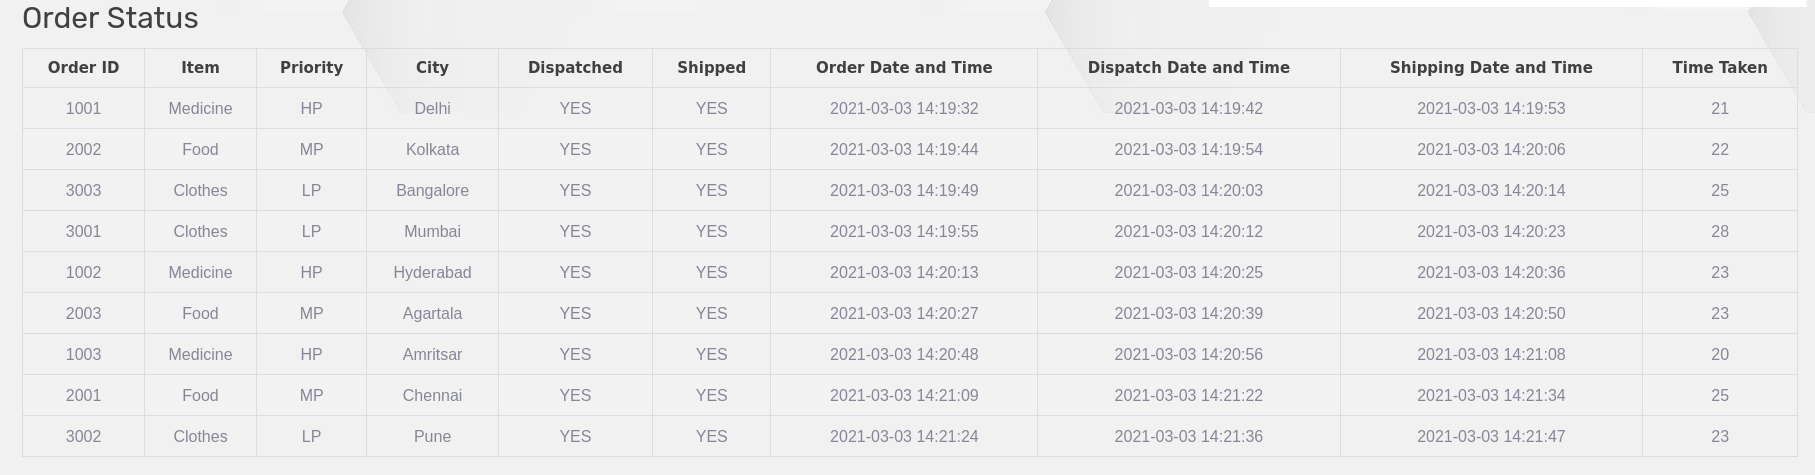 Order Status
Order ID Item Priority City Dispatched Shipped Order Date and Time Dispatch Date and Time Shipping Date and Time Time Taken
1001 Medicine HP Delhi YES YES 2021-03-03 14:19:32 2021-03-03 14:19:42 2021-03-03 14:19:53 21
2002 Food MP Kolkata YES YES 2021-03-03 14:19:44 2021-03-03 14:19:54 2021-03-03 14:20:06 22
3003 Clothes LP Bangalore YES YES 2021-03-03 14:19:49 2021-03-03 14:20:03 2021-03-03 14:20:14 25
3001 Clothes LP Mumbai YES YES 2021-03-03 14:19:55 2021-03-03 14:20:12 2021-03-03 14:20:23 28
1002 Medicine HP Hyderabad YES YES 2021-03-03 14:20:13 2021-03-03 14:20:25 2021-03-03 14:20:36 23
2003 Food MP Agartala YES YES 2021-03-03 14:20:27 2021-03-03 14:20:39 2021-03-03 14:20:50 23
1003 Medicine HP Amritsar YES YES 2021-03-03 14:20:48 2021-03-03 14:20:56 2021-03-03 14:21:08 20
2001 Food MP Chennai YES YES 2021-03-03 14:21:09 2021-03-03 14:21:22 2021-03-03 14:21:34 25
3002 Clothes LP Pune YES YES 2021-03-03 14:21:24 2021-03-03 14:21:36 2021-03-03 14:21:47 23